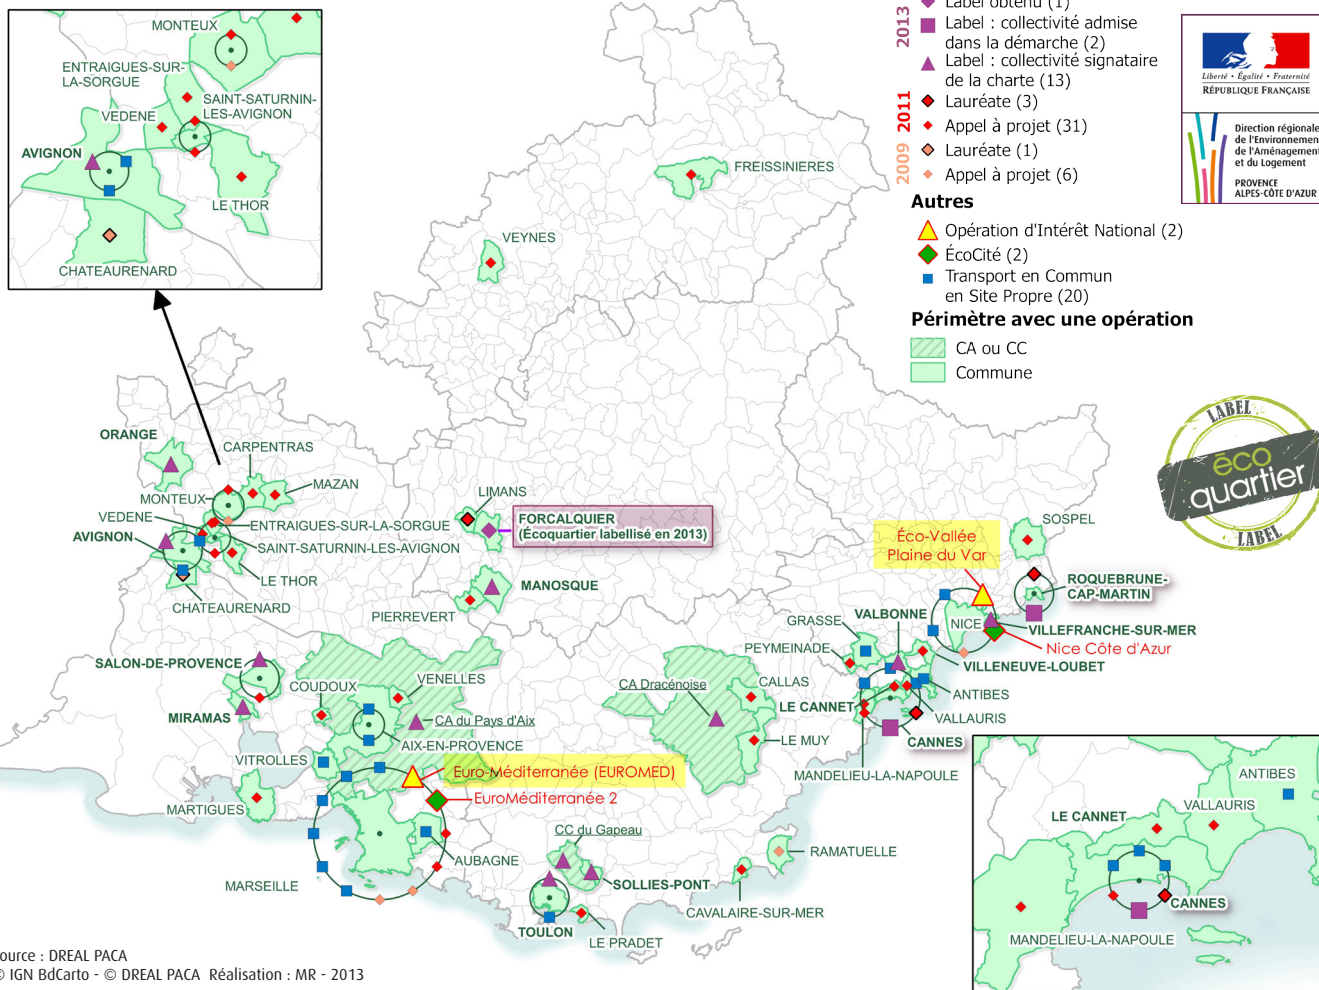 MONTEUX
ENTRAIGUES-SUR-
LA-SORGUE
SAINT-SATURNIN-
LES-AVIGNON
VEDENE
AVIGNON
LE THOR
CHATEAURENARD
2013
Label obtenu (1)
Label : collectivité admise
dans la démarche (2)
Label : collectivité signataire
de la charte (13)
2011
Lauréate (3)
Appel à projet (31)
2009
Lauréate (1)
Appel à projet (6)
Autres
Opération d'Intérêt National (2)
ÉcoCité (2)
Transport en Commun
en Site Propre (20)
Périmètre avec une opération
CA ou CC
Commune
Liberté • Égalité • Fraternité
RÉPUBLIQUE FRANÇAISE
Direction régionale
de l'Environnemen
de l'Aménagement
et du Logement
PROVENCE
ALPES-CÔTE D'AZUR
LABEL
éco
quartier
LABEL
FREISSINIERES
VEYNES
ORANGE
CARPENTRAS
MAZAN
MONTEUX
VEDENE
ENTRAIGUES-SUR-LA-SORGUE
AVIGNON
SAINT-SATURNIN-LES-AVIGNON
LE THOR
CHATEAURENARD
LIMANS
FORCALQUIER
(Écoquartier labellisé en 2013)
MANOSQUE
PIERREVERT
SOSPEL
Éco-Vallée
Plaine du Var
ROQUEBRUNE-
CAP-MARTIN
VALBONNE
GRASSE
NICE
VILLEFRANCHE-SUR-MER
Nice Côte d'Azur
PEYMEINADE
VILLENEUVE-LOUBET
ANTIBES
LE CANNET
VALLAURIS
CANNES
MANDELIEU-LA-NAPOULE
SALON-DE-PROVENCE
MIRAMAS
COUDOUX
VENELLES
CA du Pays d'Aix
AIX-EN-PROVENCE
CA Dracénoise
CALLAS
LE MUY
VITROLLES
Euro-Méditerranée (EUROMED)
EuroMéditerranée 2
MARTIGUES
AUBAGNE
MARSEILLE
CC du Gapeau
SOLLIES-PONT
TOULON
LE PRADET
RAMATUELLE
CAVALAIRE-SUR-MER
ANTIBES
VALLAURIS
LE CANNET
CANNES
MANDELIEU-LA-NAPOULE
ource : DREAL PACA
© IGN BdCarto - © DREAL PACA Réalisation : MR - 2013